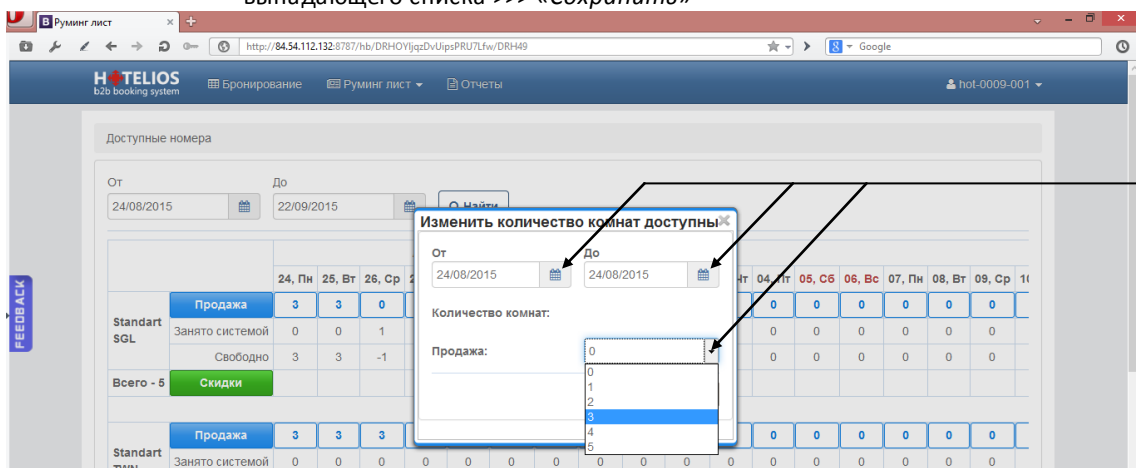 выпадающего списка >>> «Сохранить»
Руминг лист
http://84.54.112.132:8787/hb/DRHOYIjqzDvUipsPRU7Lfw/DRH49
Google
HOTELIOS
b2b booking system
Бронирование
Руминг лист
Отчеты
hot-0009-001
Доступные номера
От До
24/08/2015 22/09/2015 Найти
Изменить количество комнат доступны
От До
24/08/2015 24/08/2015
Количество комнат:
Продажа: 0
0
1
2
3
4
5
24, Пн 25, Вт 26, Ср 04, Пт 05, Сб 06, Вс 07, Пн 08, Вт 09, Ср
Standart SGL
Продажа 3 3 0 0 0 0 0 0 0
Занято системой 0 0 1 0 0 0 0 0 0
Свободно 3 3 -1 0 0 0 0 0 0
Всего - 5 Скидки
Standart
Продажа 3 3 3 0 0 0 0 0 0
Занято системой 0 0 0 0 0 0 0 0 0 0 0 0 0 0 0 0 0
FEEDBACK